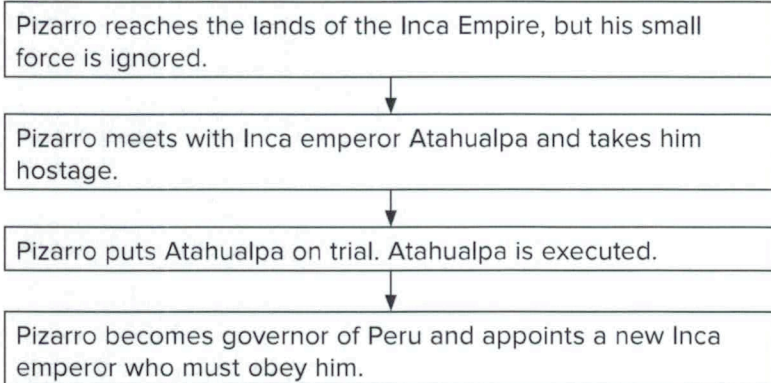 Pizarro reaches the lands of the Inca Empire, but his small
force is ignored.
Pizarro meets with Inca emperor Atahualpa and takes him
hostage.
Pizarro puts Atahualpa on trial. Atahualpa is executed.
Pizarro becomes governor of Peru and appoints a new Inca
emperor who must obey him.